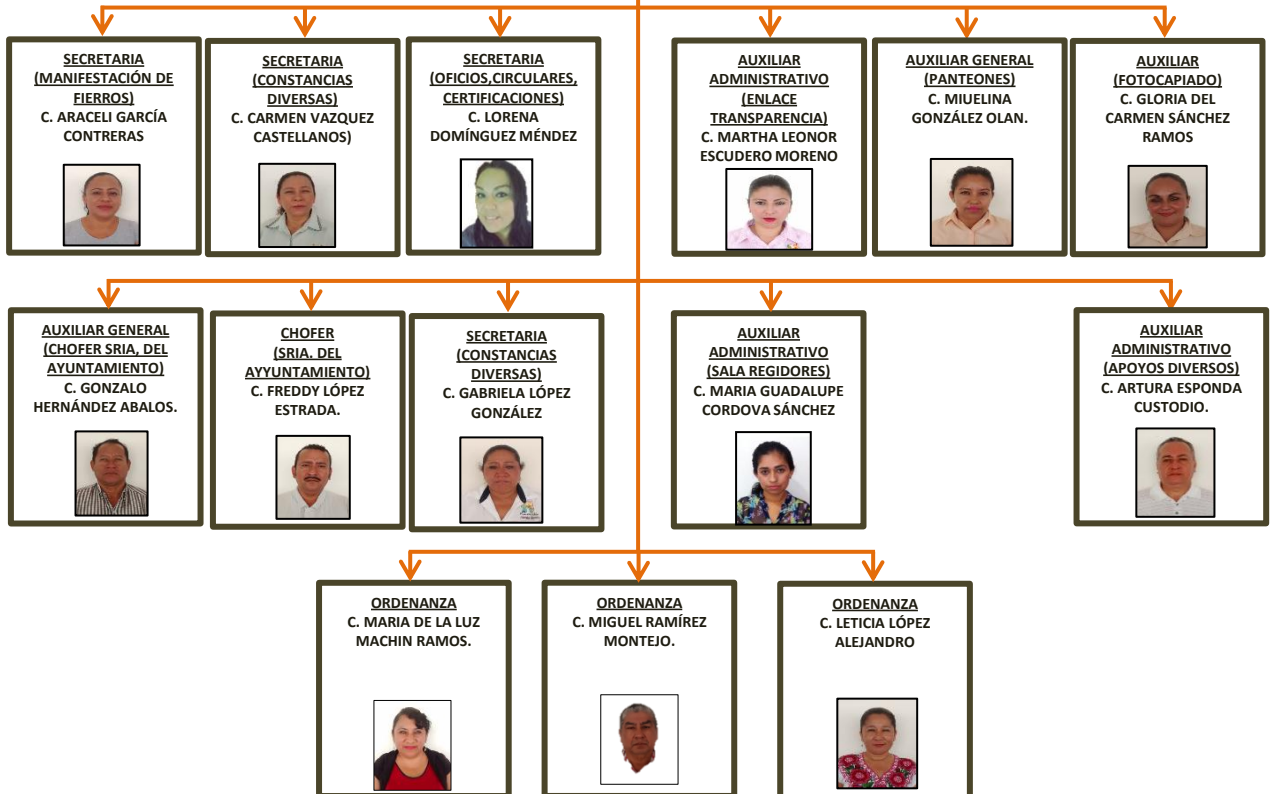 SECRETARIA
(MANIFESTACIÓN DE
FIERROS)
C. ARACELI GARCÍA
CONTRERAS
SECRETARIA
(CONSTANCIAS
DIVERSAS)
C. CARMEN VAZQUEZ
CASTELLANOS)
SECRETARIA
(OFICIOS,CIRCULARES,
CERTIFICACIONES)
C. LORENA
DOMÍNGUEZ MÉNDEZ
AUXILIAR
ADMINISTRATIVO
(ENLACE
TRANSPARENCIA)
C. MARTHA LEONOR
ESCUDERO MORENO
AUXILIAR GENERAL
(PANTEONES)
C. MIUELINA
GONZÁLEZ OLAN.
AUXILIAR
(FOTOCAPIADO)
C. GLORIA DEL
CARMEN SÁNCHEZ
RAMOS
AUXILIAR GENERAL
(CHOFER SRIA, DEL
AYUNTAMIENTO)
C. GONZALO
HERNÁNDEZ ABALOS.
CHOFER
(SRIA. DEL
AYYUNTAMIENTO)
C. FREDDY LÓPEZ
ESTRADA.
SECRETARIA
(CONSTANCIAS
DIVERSAS)
C. GABRIELA LÓPEZ
GONZÁLEZ
AUXILIAR
ADMINISTRATIVO
(SALA REGIDORES)
C. MARIA GUADALUPE
CORDOVA SÁNCHEZ
AUXILIAR
ADMINISTRATIVO
(APOYOS DIVERSOS)
C. ARTURA ESPONDA
CUSTODIO.
ORDENANZA
C. MARIA DE LA LUZ
MACHIN RAMOS.
ORDENANZA
C. MIGUEL RAMÍREZ
MONTEJO.
ORDENANZA
C. LETICIA LÓPEZ
ALEJANDRO